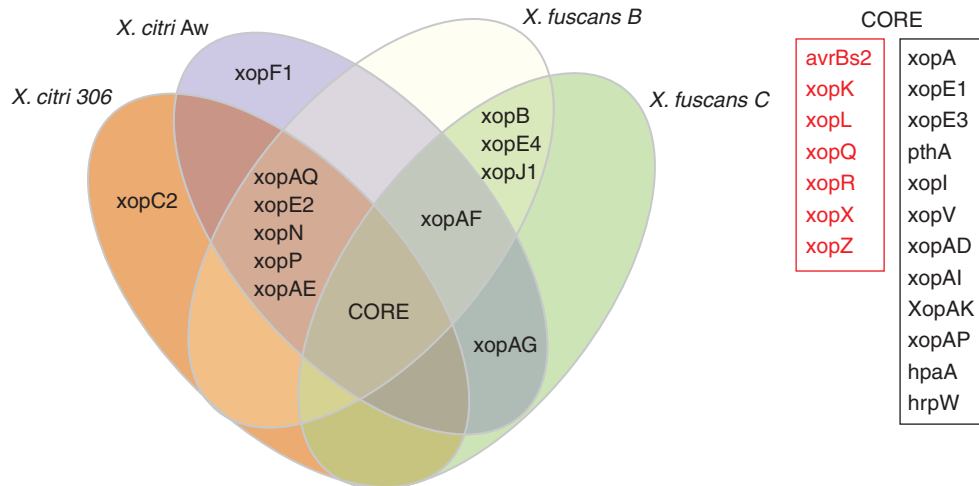 X. citri Aw
X. fuscans B
X. citri 306
X. fuscans C
xopF1
xopC2
xopAQ
xopE2
xopN
xopP
xopAE
xopB
xopE4
xopJ1
xopAF
CORE
xopAG
CORE
avrBs2
xopK
xopL
xopQ
xopR
xopX
xopZ
xopA
xopE1
xopE3
pthA
xopI
xopV
xopAD
xopAI
XopAK
xopAP
hpaA
hrpW